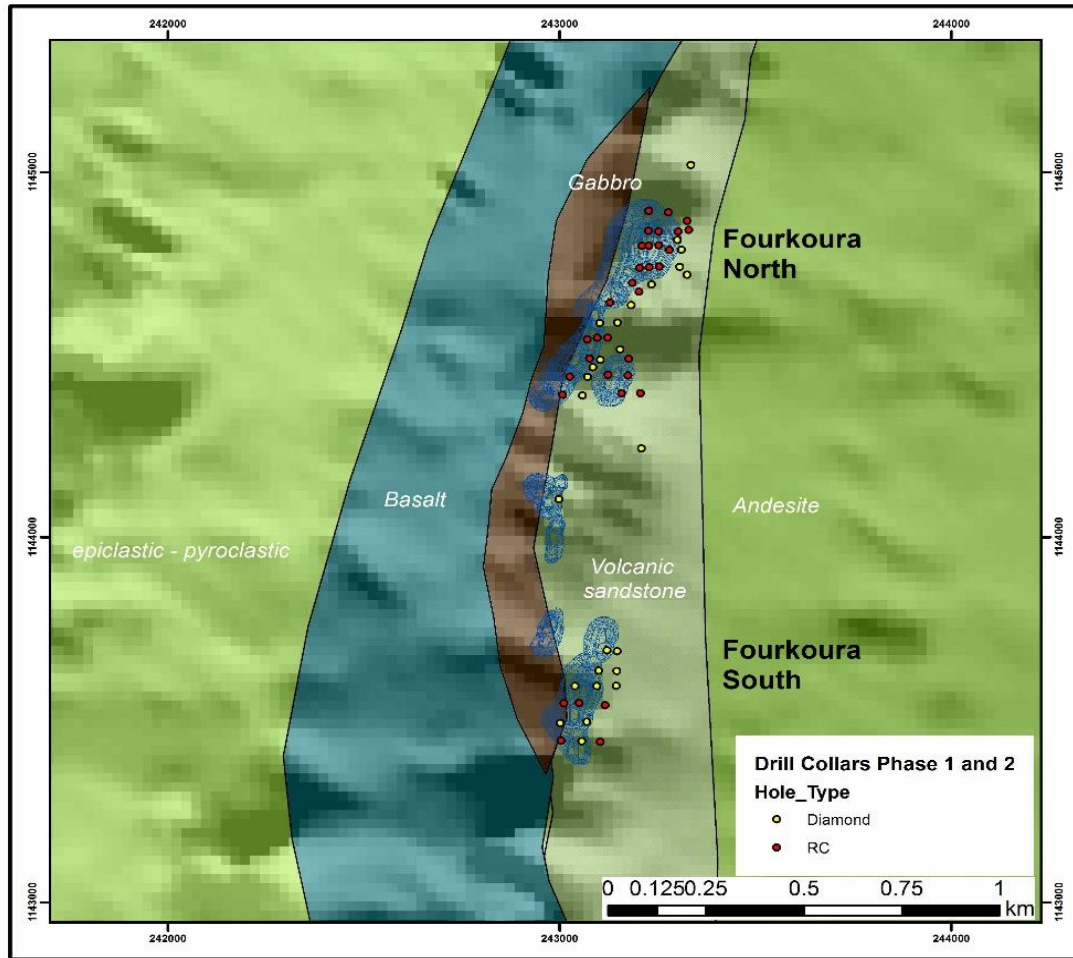 242000
243000
244000
1145000
1145000
Gabbro
Fourkoura
North
Basalt
Andesite
epiclastic - pyroclastic
1144000
1144000
Volcanic
sandstone
Fourkoura
South
Drill Collars Phase 1 and 2
Hole_Type
Diamond
RC
0 0.125 0.25 0.5 0.75 1
km
1143000
1143000
242000
243000
244000